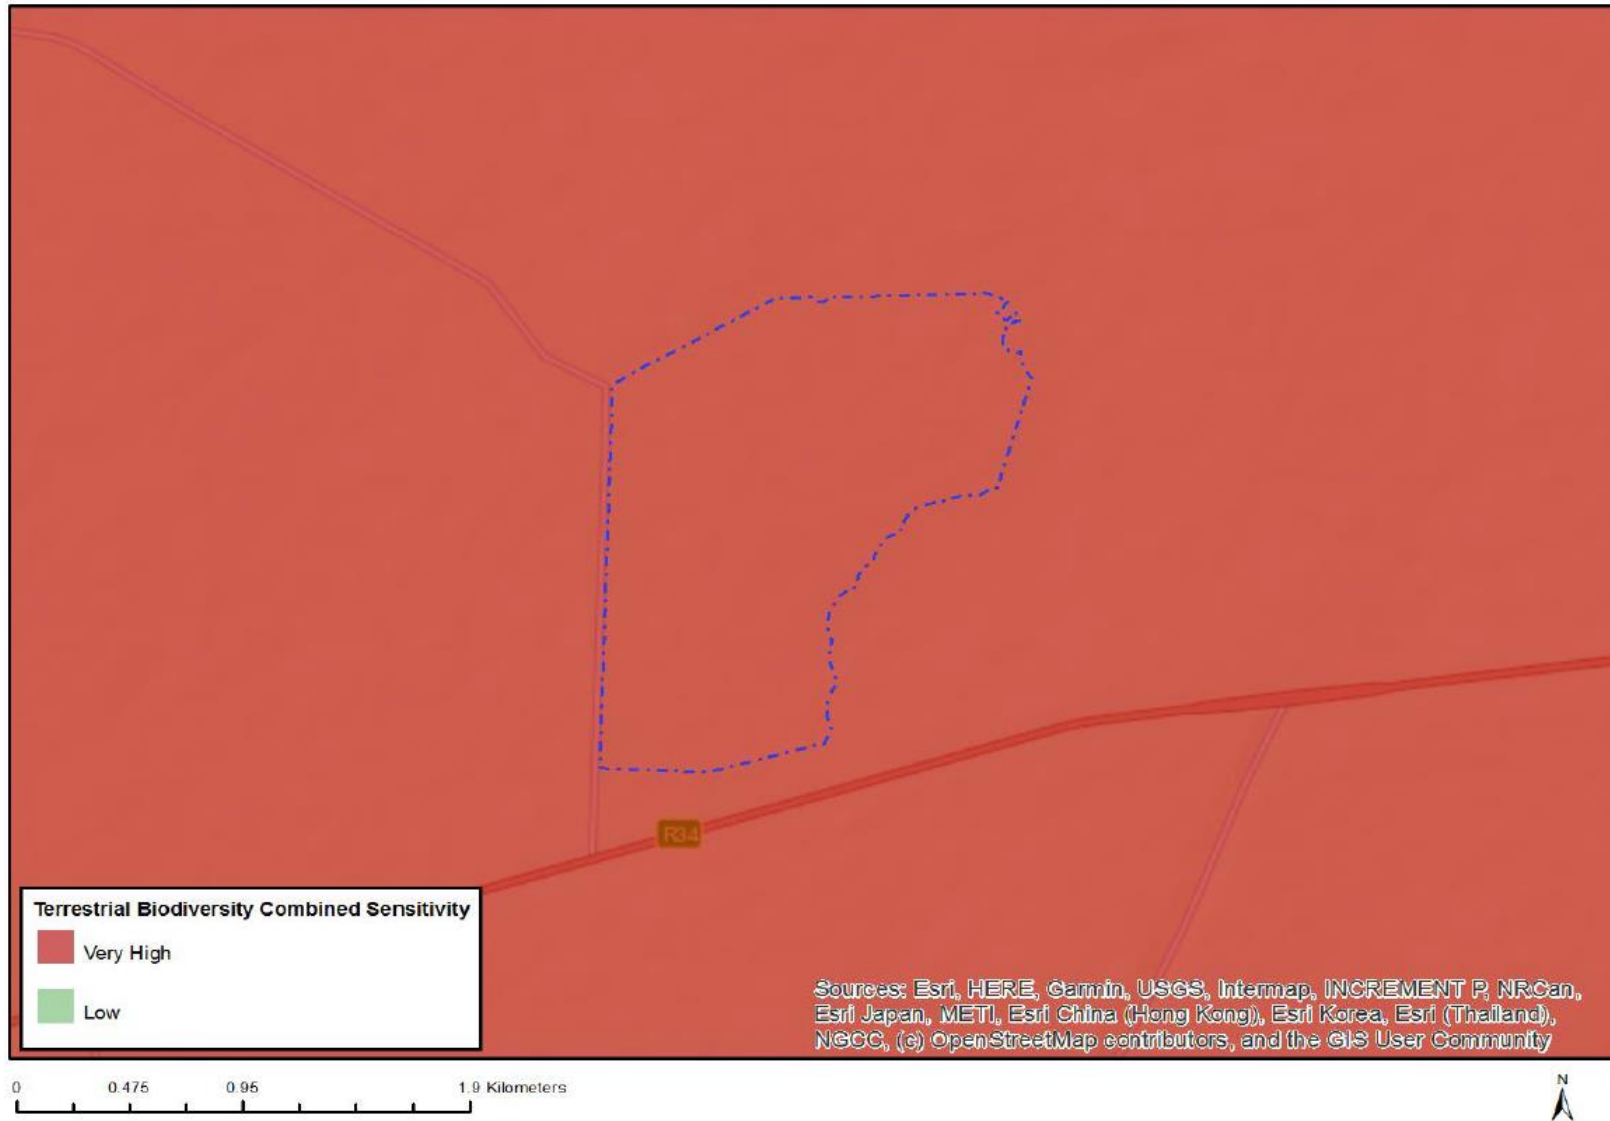 R34
Terrestrial Biodiversity Combined Sensitivity
Very High
Low
Sources: Esri, HERE, Garmin, USGS, Intermap, INCREMENT P, NRCan,
Esri Japan, METI, Esri China (Hong Kong), Esri Korea, Esri (Thailand),
NGCC, (c) OpenStreetMap contributors, and the GIS User Community
0 0.475 0.95 1.9 Kilometers
N